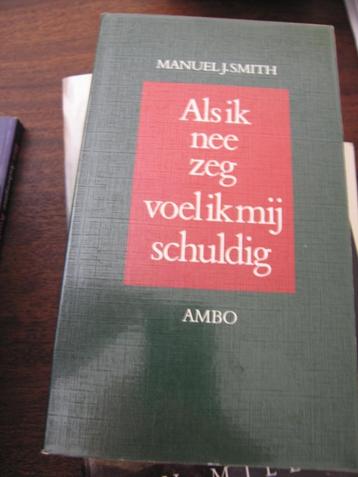 MANUEL J. SMITH
Als ik
nee
zeg
voel ik mij
schuldig
AMBO